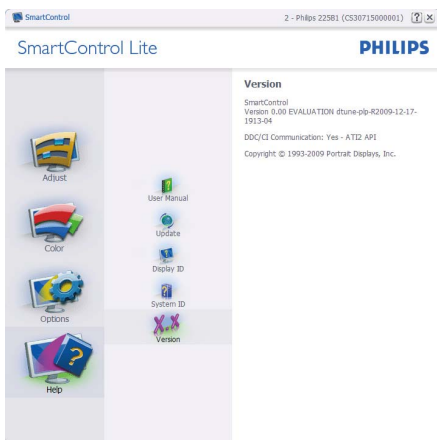 SmartControl
2 - Philips 225B1 (CS30715000001)
SmartControl Lite
PHILIPS
Adjust
Color
Options
Help
User Manual
Update
Display ID
System ID
X.X
Version
Version
SmartControl
Version 0.00 EVALUATION dtune-plp-R2009-12-17-
1913-04
DDC/CI Communication: Yes - ATI2 API
Copyright © 1993-2009 Portrait Displays, Inc.